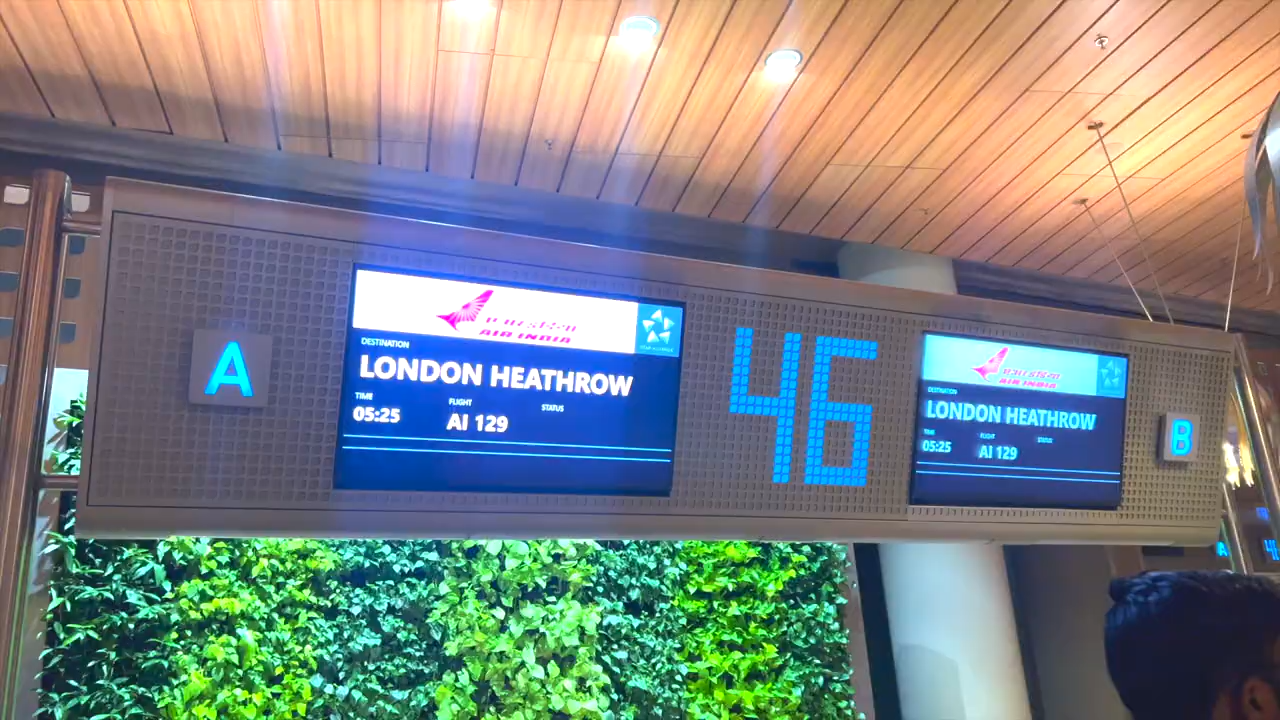 A
AIR INDIA
DESTINATION
LONDON HEATHROW
TIME FLIGHT STATUS
05:25 AI 129
46
AIR INDIA
DESTINATION
LONDON HEATHROW
TIME FLIGHT STATUS
05:25 AI 129
B